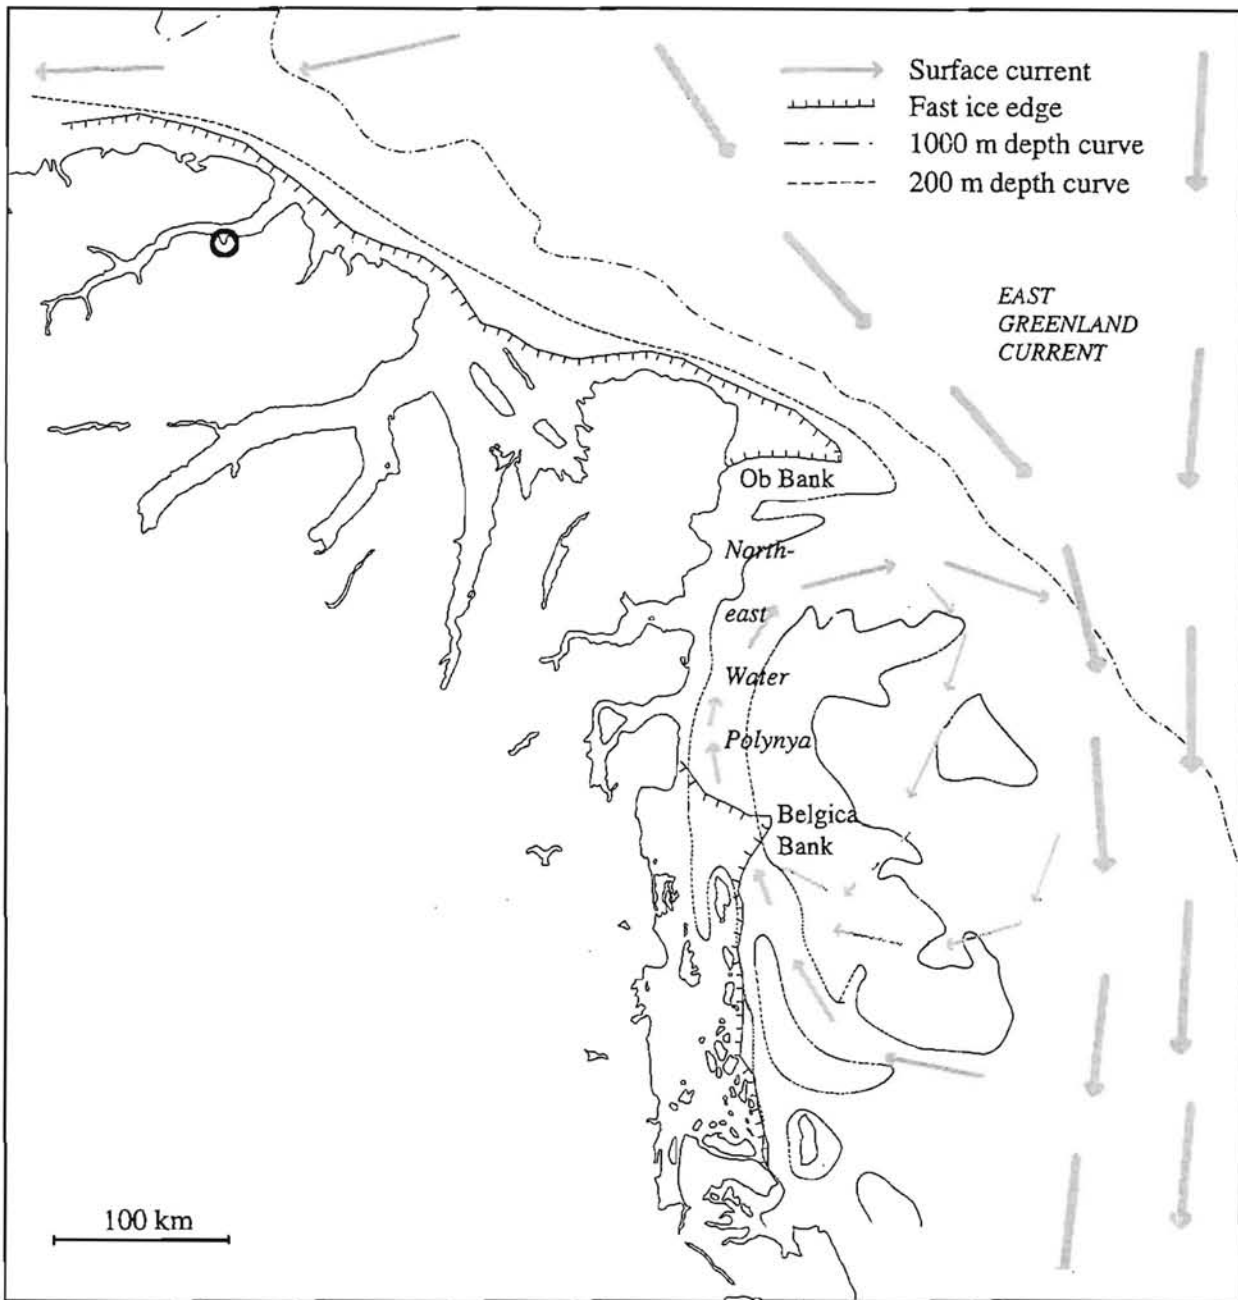 Surface current
Fast ice edge
1000 m depth curve
200 m depth curve
EAST
GREENLAND
CURRENT
Ob Bank
North-
east
Water
Polynya
Belgica
Bank
100 km